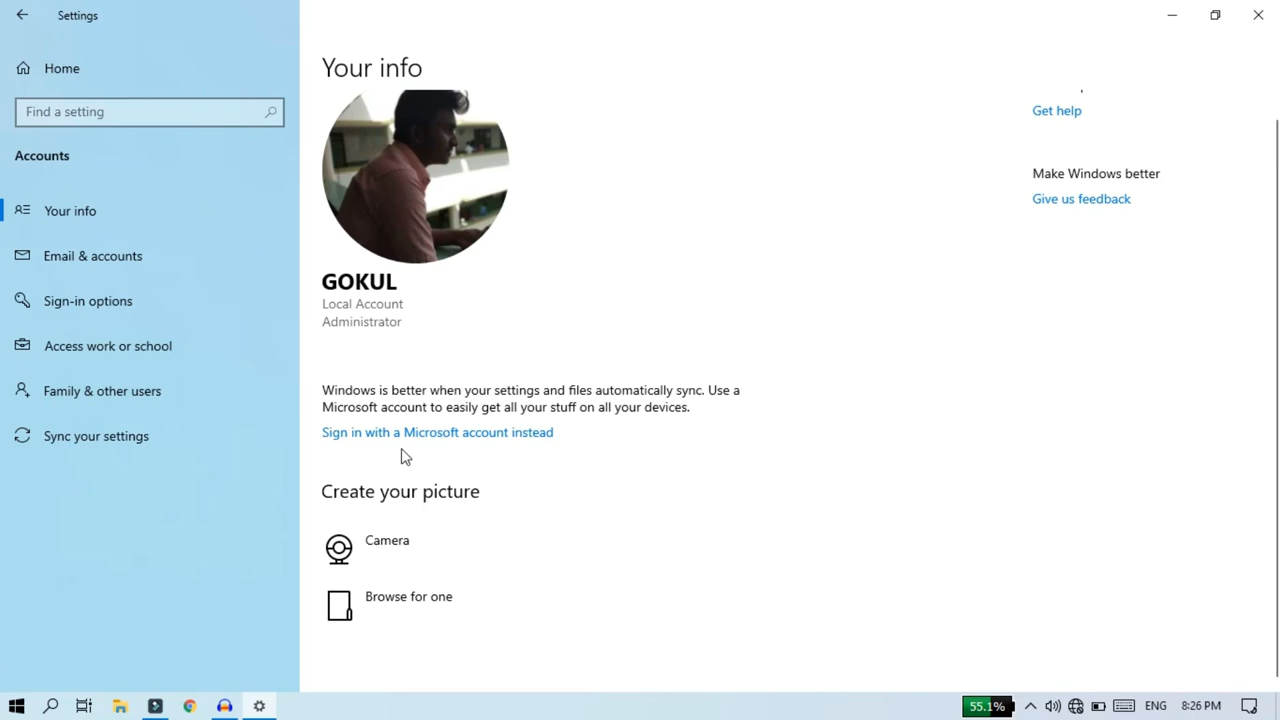 Settings
Home
Find a setting
Accounts
Your info
Email & accounts
Sign-in options
Access work or school
Family & other users
Sync your settings
Your info
GOKUL
Local Account
Administrator
Windows is better when your settings and files automatically sync. Use a
Microsoft account to easily get all your stuff on all your devices.
Sign in with a Microsoft account instead
Create your picture
Camera
Browse for one
Get help
Make Windows better
Give us feedback
55.1%
ENG
8:26 PM